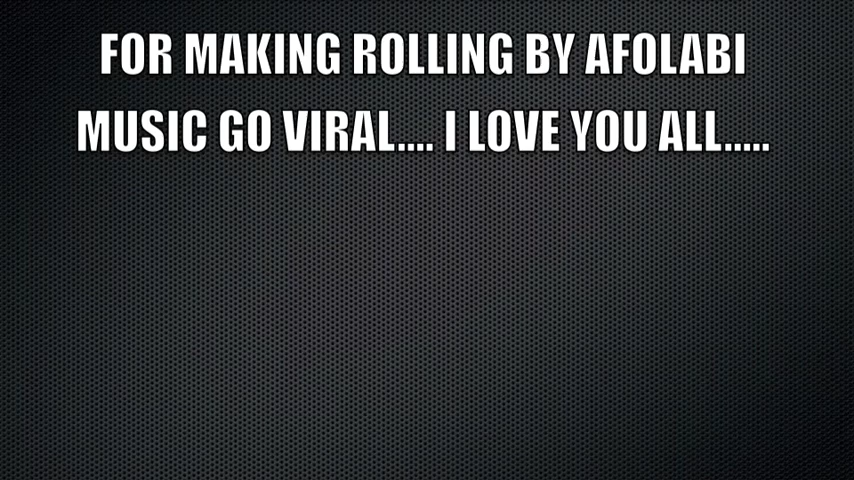 FOR MAKING ROLLING BY AFOLABI
MUSIC GO VIRAL.... I LOVE YOU ALL.....